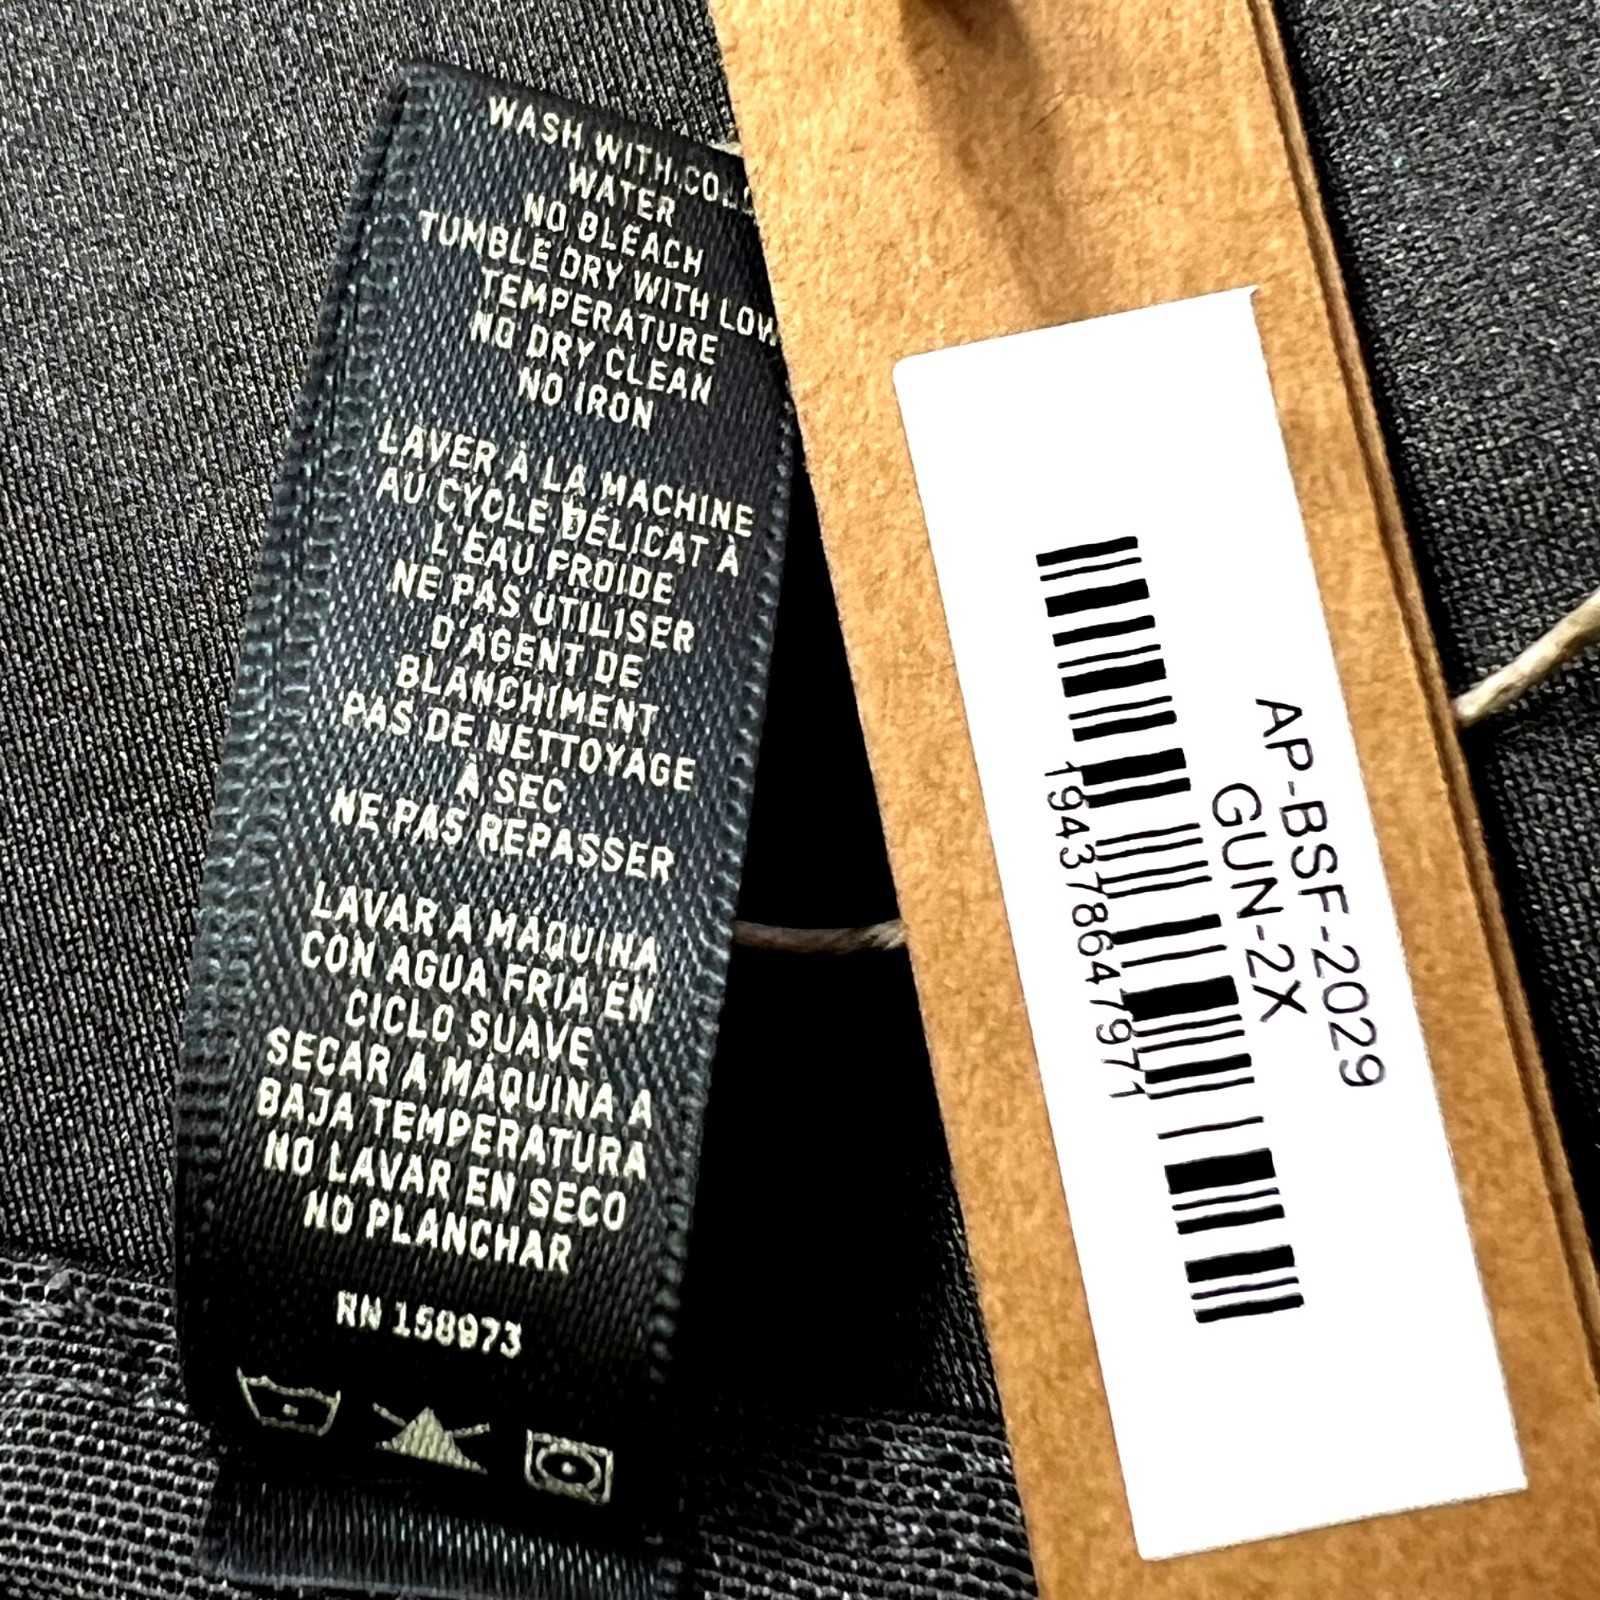 WASH WITH
WATER
NO BLEACH
TUMBLE DRY WITH LOW
TEMPERATURE
NO DRY CLEAN
NO IRON
LAVER À LA MACHINE
AU CYCLE DÉLICAT À
L'EAU FROIDE
NE PAS UTILISER
D'AGENT DE
BLANCHIMENT
PAS DE NETTOYAGE
À SEC
NE PAS REPASSER
LAVAR A MÁQUINA
CON AGUA FRIA EN
CICLO SUAVE
SECAR A MÁQUINA A
BAJA TEMPERATURA
NO LAVAR EN SECO
NO PLANCHAR
RN 158973
AP-BSF-2029
GUN-2X
194378647971